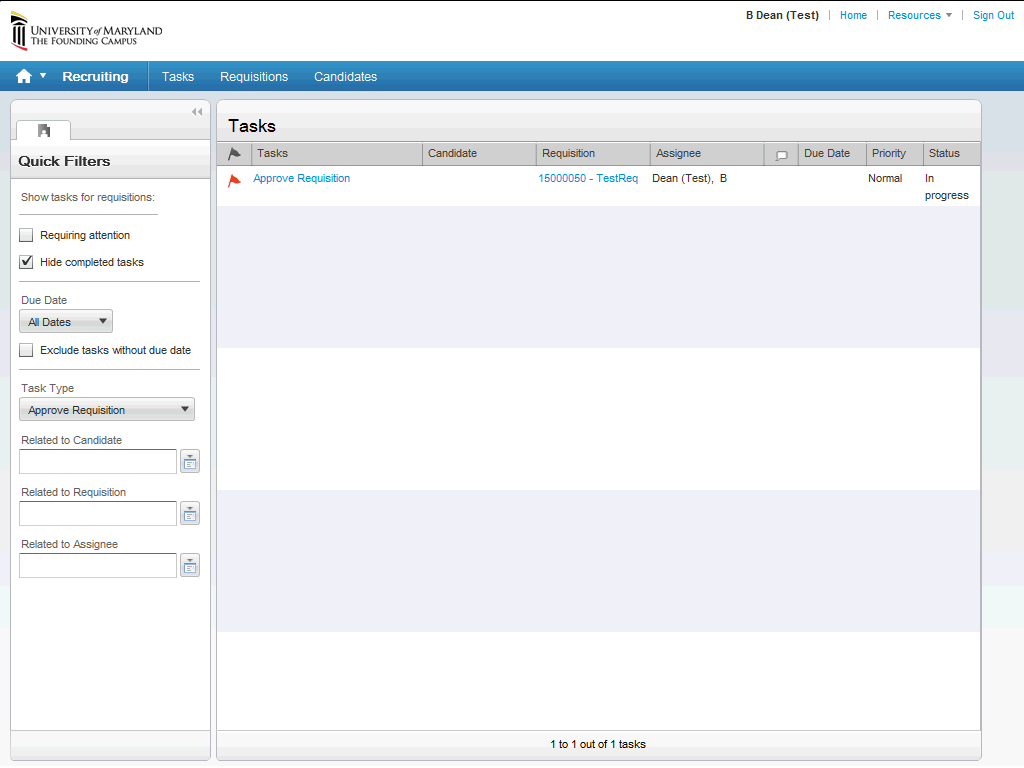 B Dean (Test) | Home | Resources | Sign Out
UNIVERSITY of MARYLAND
THE FOUNDING CAMPUS
Recruiting Tasks Requisitions Candidates
Quick Filters
Show tasks for requisitions:
Requiring attention
Hide completed tasks
Due Date
All Dates
Exclude tasks without due date
Task Type
Approve Requisition
Related to Candidate
Related to Requisition
Related to Assignee
Tasks
Tasks Candidate Requisition Assignee Due Date Priority Status
Approve Requisition 15000050 - TestReq Dean (Test), B Normal In
progress
1 to 1 out of 1 tasks